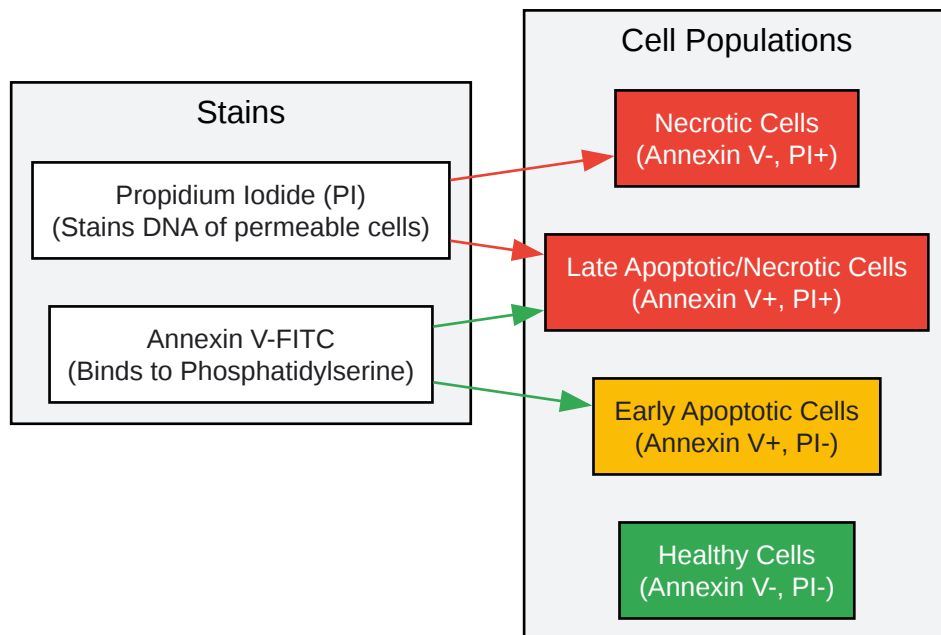 Stains
Propidium Iodide (PI)
(Stains DNA of permeable cells)
Annexin V-FITC
(Binds to Phosphatidylserine)
Cell Populations
Necrotic Cells
(Annexin V-, PI+)
Late Apoptotic/Necrotic Cells
(Annexin V+, PI+)
Early Apoptotic Cells
(Annexin V+, PI-)
Healthy Cells
(Annexin V-, PI-)